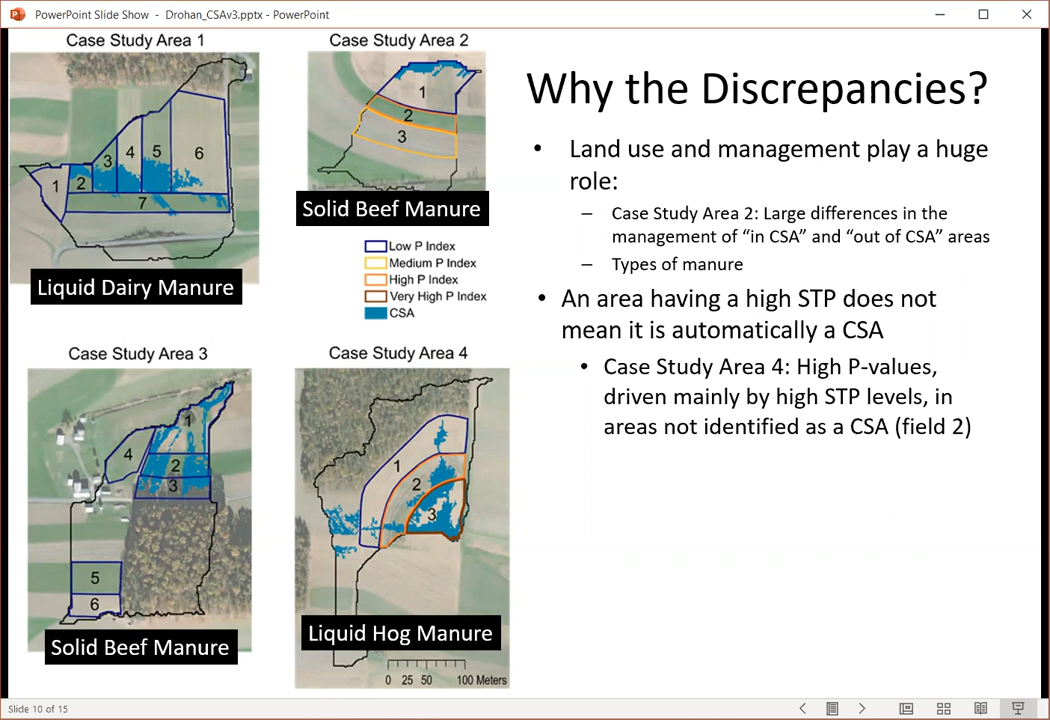 PowerPoint Slide Show - Drohan_CSAv3.pptx - PowerPoint
Case Study Area 1
1
2
3
4
5
6
7
Liquid Dairy Manure
Case Study Area 2
1
2
3
Solid Beef Manure
Low P Index
Medium P Index
High P Index
Very High P Index
CSA
Case Study Area 3
1
2
3
4
5
6
Solid Beef Manure
Case Study Area 4
1
2
3
Liquid Hog Manure
0 25 50 100 Meters
Why the Discrepancies?
• Land use and management play a huge
role:
– Case Study Area 2: Large differences in the
management of “in CSA” and “out of CSA” areas
– Types of manure
• An area having a high STP does not
mean it is automatically a CSA
• Case Study Area 4: High P-values,
driven mainly by high STP levels, in
areas not identified as a CSA (field 2)
Slide 10 of 15